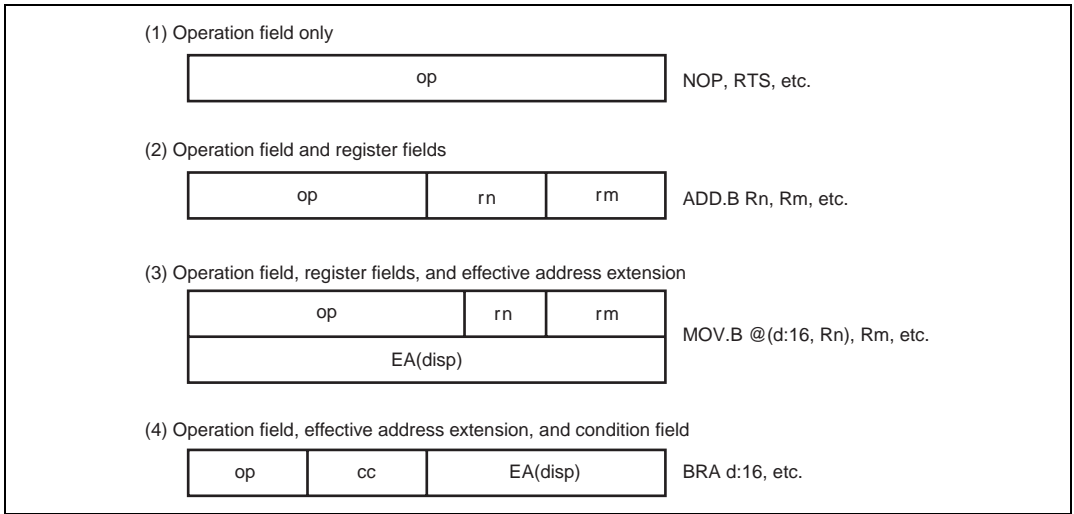 (1) Operation field only
op
NOP, RTS, etc.
(2) Operation field and register fields
op rn rm
ADD.B Rn, Rm, etc.
(3) Operation field, register fields, and effective address extension
op rn rm
EA(disp)
MOV.B @(d:16, Rn), Rm, etc.
(4) Operation field, effective address extension, and condition field
op cc EA(disp)
BRA d:16, etc.